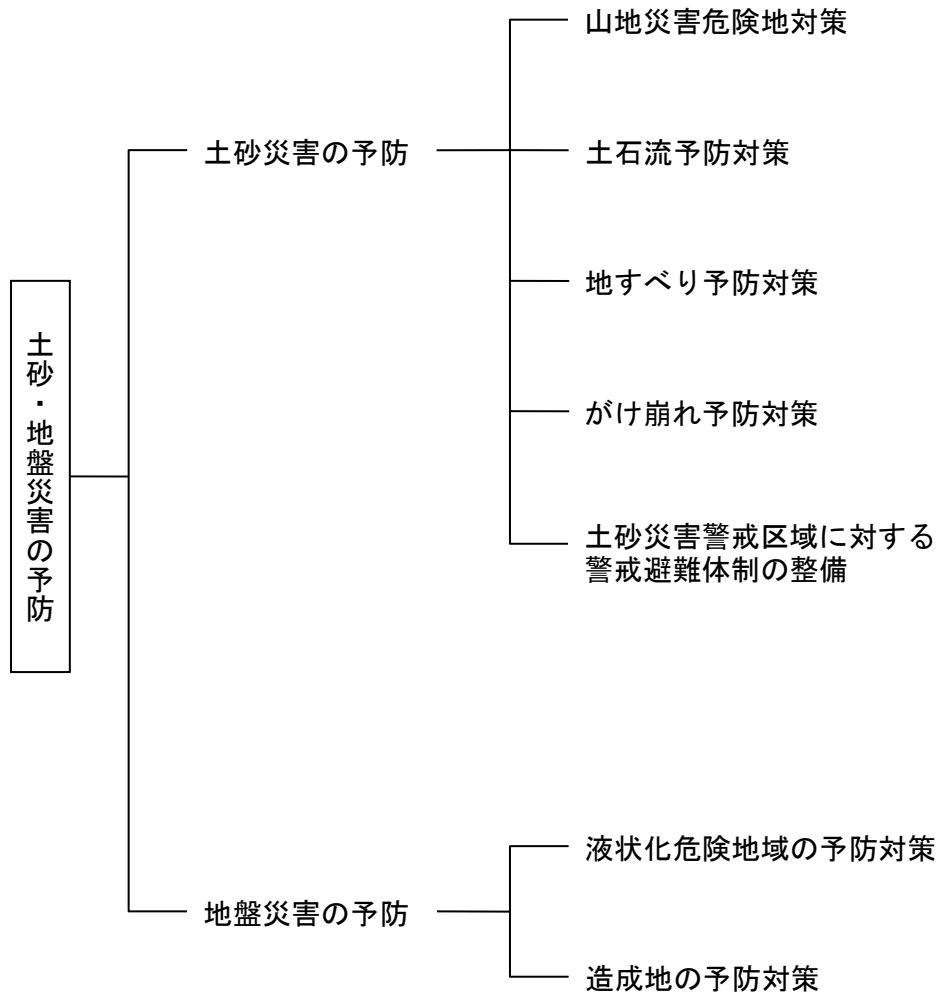 土砂・地盤災害の予防
土砂災害の予防
山地災害危険地対策
土石流予防対策
地すべり予防対策
がけ崩れ予防対策
土砂災害警戒区域に対する
警戒避難体制の整備
地盤災害の予防
液状化危険地域の予防対策
造成地の予防対策